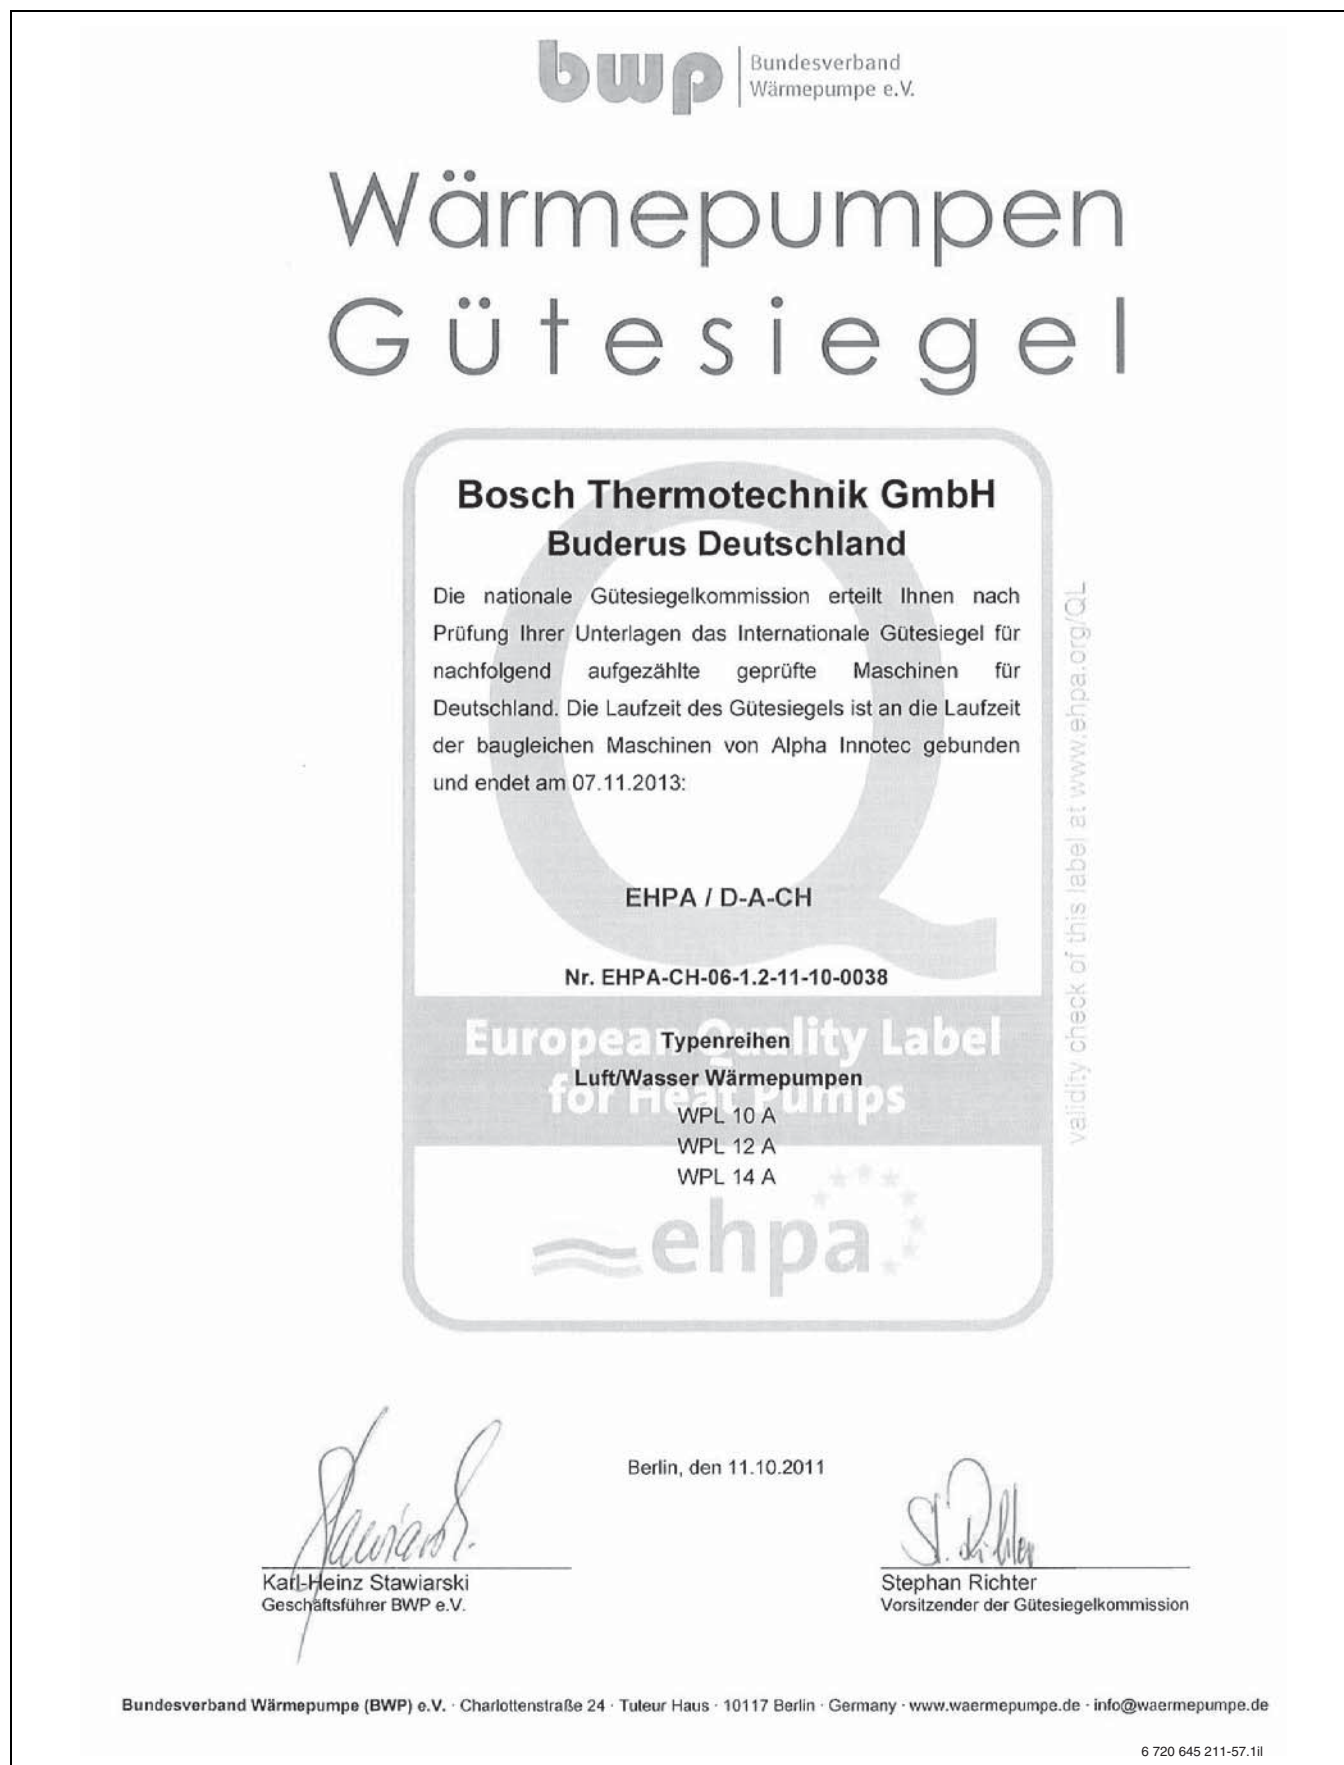 bwp
Bundesverband
Wärmepumpe e.V.
Wärmepumpen
Gütesiegel
Bosch Thermotechnik GmbH
Buderus Deutschland
Die nationale Gütesiegelkommission erteilt Ihnen nach
Prüfung Ihrer Unterlagen das Internationale Gütesiegel für
nachfolgend aufgezählte geprüfte Maschinen für
Deutschland. Die Laufzeit des Gütesiegels ist an die Laufzeit
der baugleichen Maschinen von Alpha Innotec gebunden
und endet am 07.11.2013:
EHPA / D-A-CH
Nr. EHPA-CH-06-1.2-11-10-0038
European Quality Label
for Heat Pumps
Typenreihen
Luft/Wasser Wärmepumpen
WPL 10 A
WPL 12 A
WPL 14 A
ehpa
validity check of this label at www.ehpa.org/QL
Berlin, den 11.10.2011
Stawiarski
St. Richter
Karl-Heinz Stawiarski
Geschäftsführer BWP e.V.
Stephan Richter
Vorsitzender der Gütesiegelkommission
Bundesverband Wärmepumpe (BWP) e.V. · Charlottenstraße 24 · Tuteur Haus · 10117 Berlin · Germany · www.waermepumpe.de · info@waermepumpe.de
6 720 645 211-57.1il